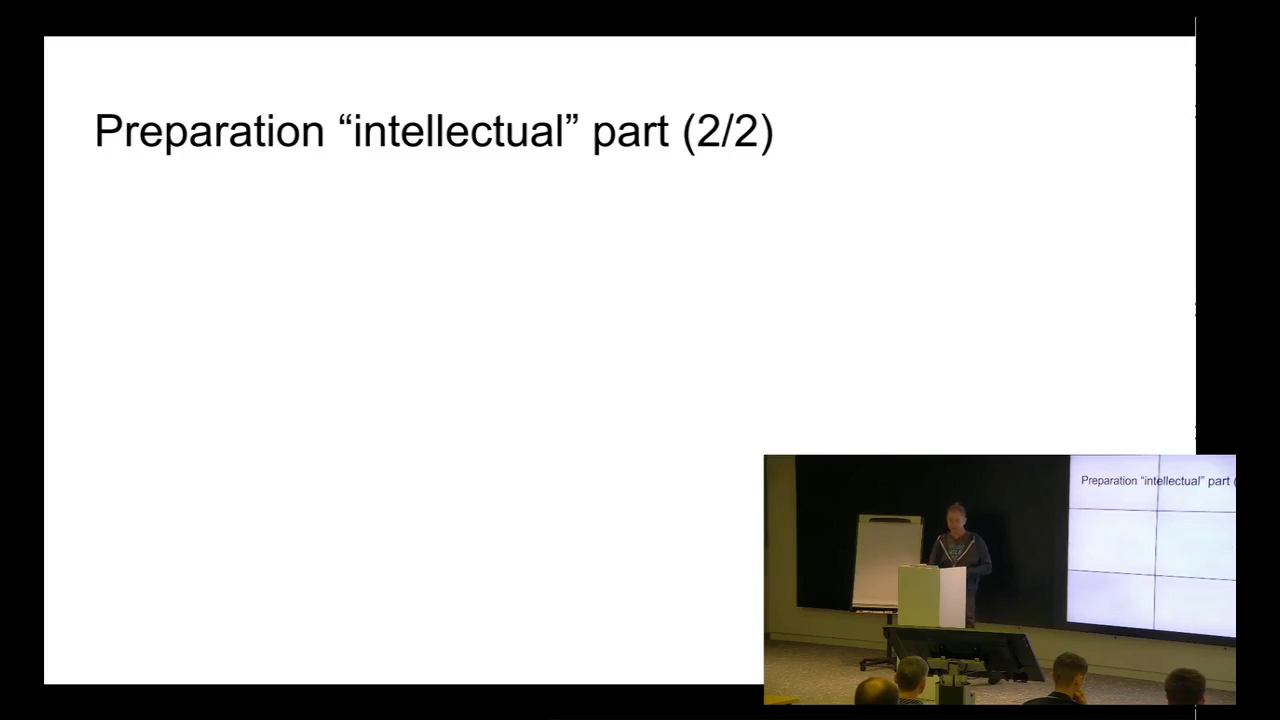 Preparation “intellectual” part (2/2)
Preparation “intellectual” part (